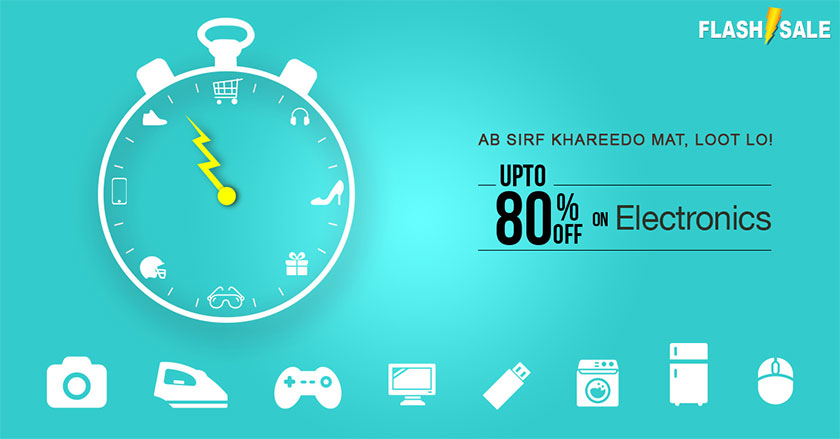 FLASH SALE
AB SIRF KHAREEDO MAT, LOOT LO!
UPTO
80% OFF ON Electronics